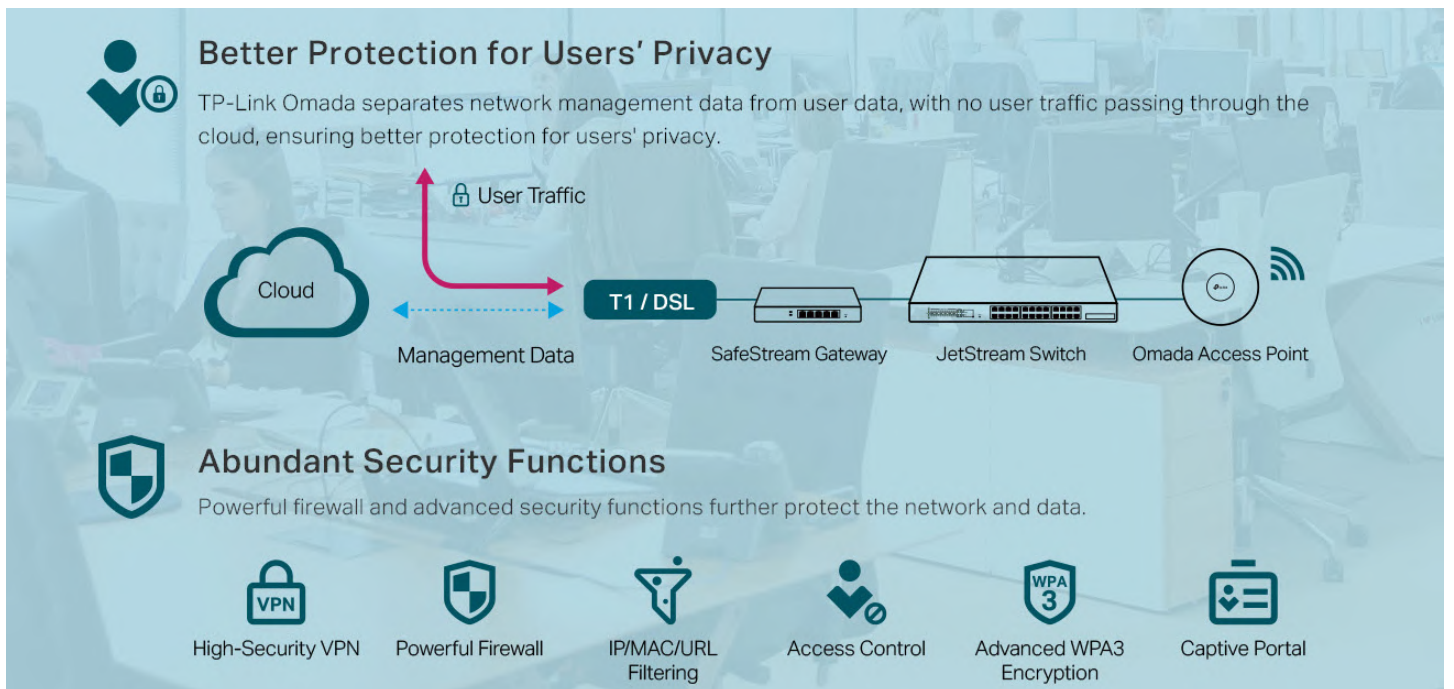 Better Protection for Users' Privacy
TP-Link Omada separates network management data from user data, with no user traffic passing through the
cloud, ensuring better protection for users' privacy.
User Traffic
Cloud
T1 / DSL
Management Data
SafeStream Gateway
JetStream Switch
Omada Access Point
Abundant Security Functions
Powerful firewall and advanced security functions further protect the network and data.
VPN
WPA
3
High-Security VPN
Powerful Firewall
IP/MAC/URL
Filtering
Access Control
Advanced WPA3
Encryption
Captive Portal